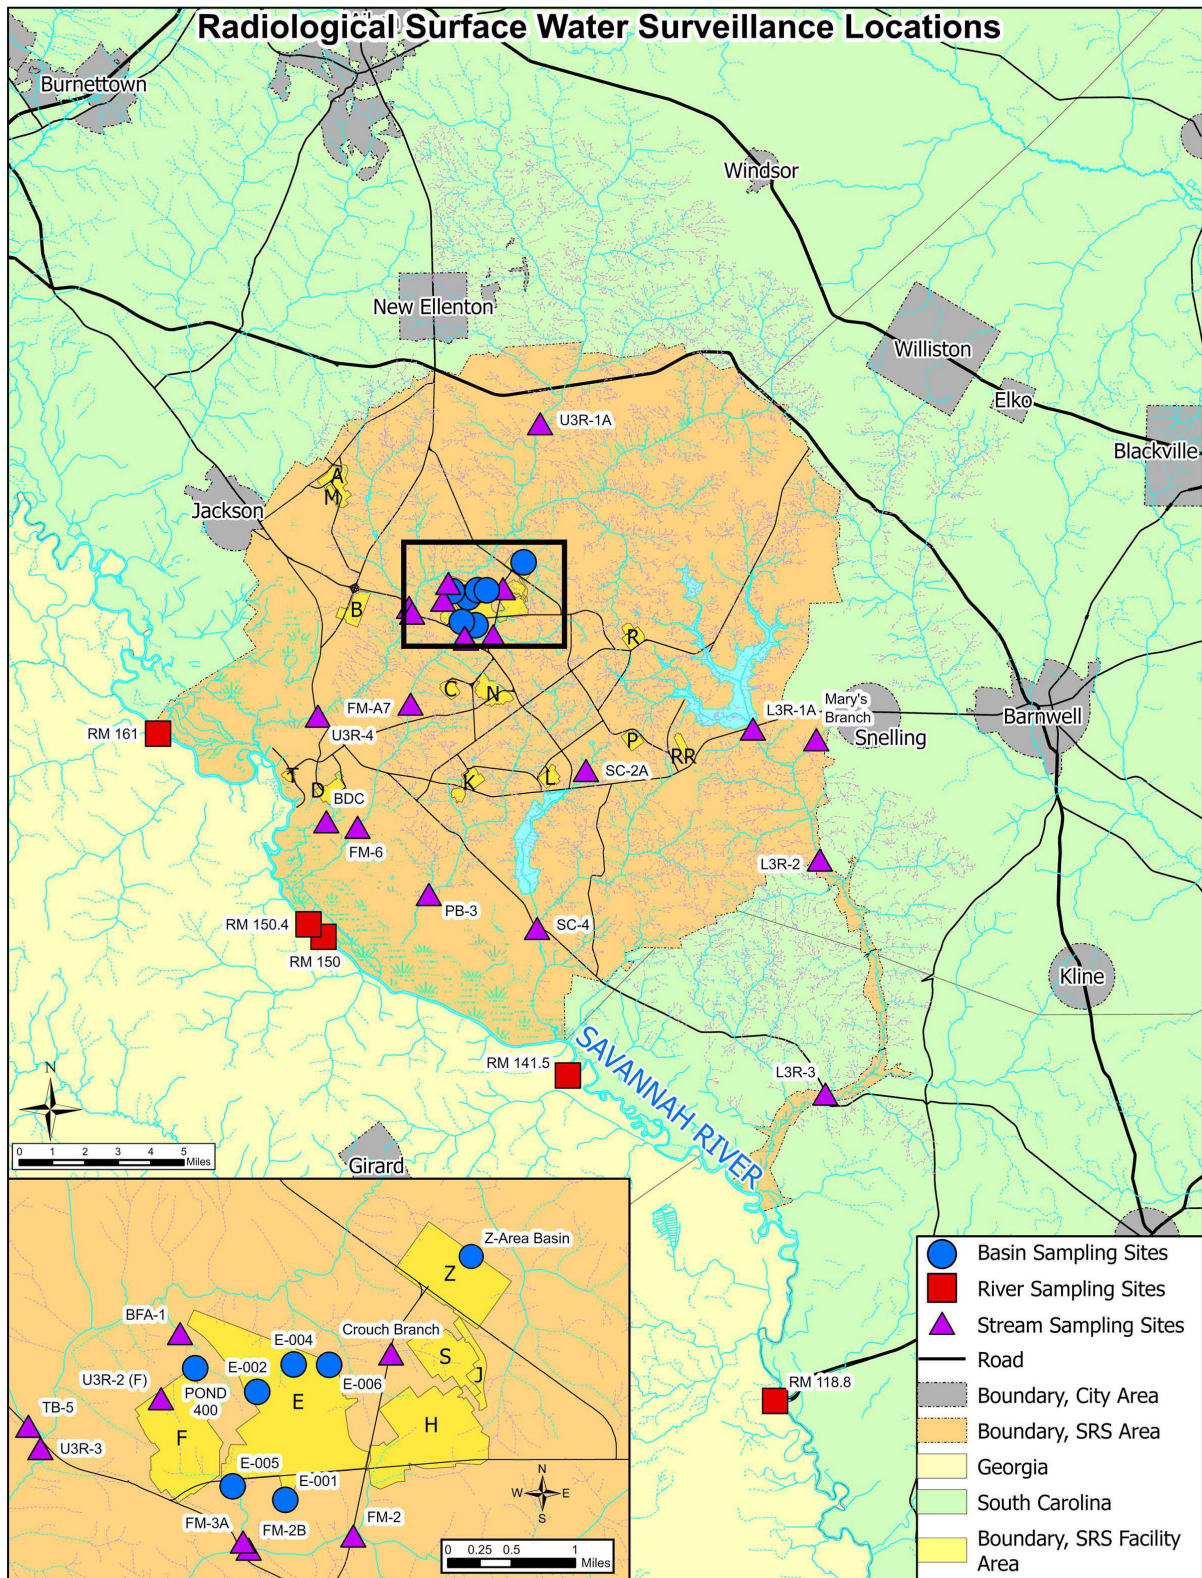 Radiological Surface Water Surveillance Locations
Burnettown
Windsor
New Ellenton
Williston
Elko
Blackville
U3R-1A
A
M
Jackson
B
R
C
N
FM-A7
U3R-4
RM 161
L3R-1A
Mary's
Branch
Snelling
Barnwell
P
RR
SC-2A
T
D
K
L
BDC
FM-6
L3R-2
PB-3
SC-4
RM 150.4
RM 150
Kline
SAVANNAH RIVER
RM 141.5
L3R-3
N
0 1 2 3 4 5
Miles
Girard
Z-Area Basin
Z
BFA-1
Crouch Branch
E-004
E-002
E-006
S
J
U3R-2 (F)
POND
400
E
TB-5
U3R-3
F
H
E-005
E-001
FM-3A
FM-2B
FM-2
N
W
E
S
0 0.25 0.5 1
Miles
RM 118.8
Basin Sampling Sites
River Sampling Sites
Stream Sampling Sites
Road
Boundary, City Area
Boundary, SRS Area
Georgia
South Carolina
Boundary, SRS Facility
Area